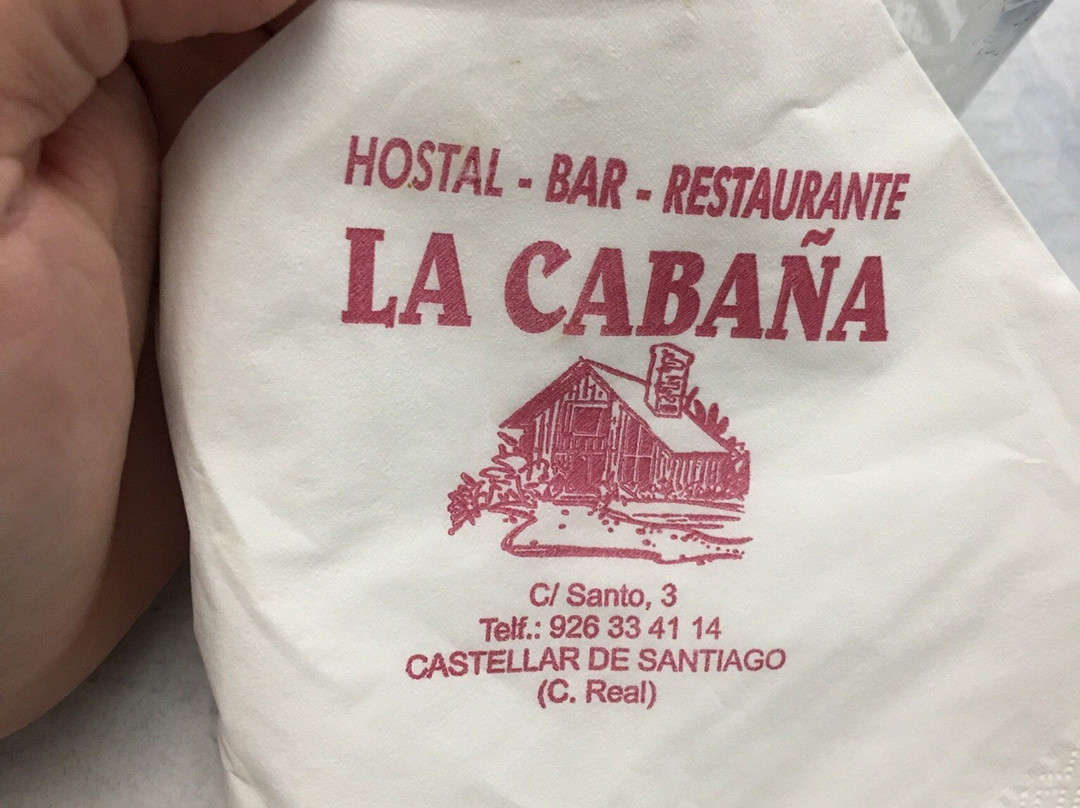 HOSTAL - BAR - RESTAURANTE
LA CABAÑA
C/ Santo, 3
Telf.: 926 33 41 14
CASTELLAR DE SANTIAGO
(C. Real)